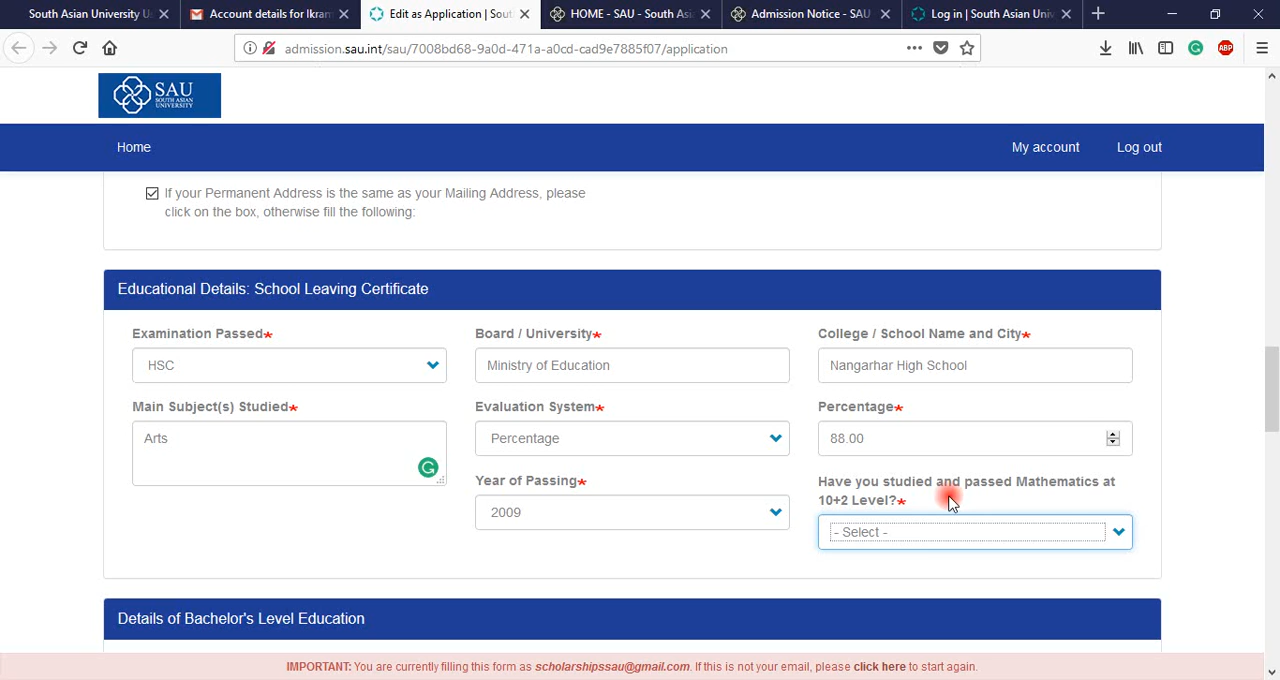 South Asian University U
Account details for Ikram
Edit as Application | Sout
HOME - SAU - South Asi
Admission Notice - SAU
Log in | South Asian Univ
admission.sau.int/sau/7008bd68-9a0d-471a-a0cd-cad9e7885f07/application
ABP
SAU
SOUTH ASIAN
UNIVERSITY
Home
My account
Log out
If your Permanent Address is the same as your Mailing Address, please
click on the box, otherwise fill the following:
Educational Details: School Leaving Certificate
Examination Passed*
Board / University*
College / School Name and City*
HSC
Ministry of Education
Nangarhar High School
Main Subject(s) Studied*
Evaluation System*
Percentage*
Arts
Percentage
88.00
Year of Passing*
Have you studied and passed Mathematics at
10+2 Level?*
2009
- Select -
Details of Bachelor's Level Education
IMPORTANT: You are currently filling this form as scholarshipssau@gmail.com. If this is not your email, please click here to start again.